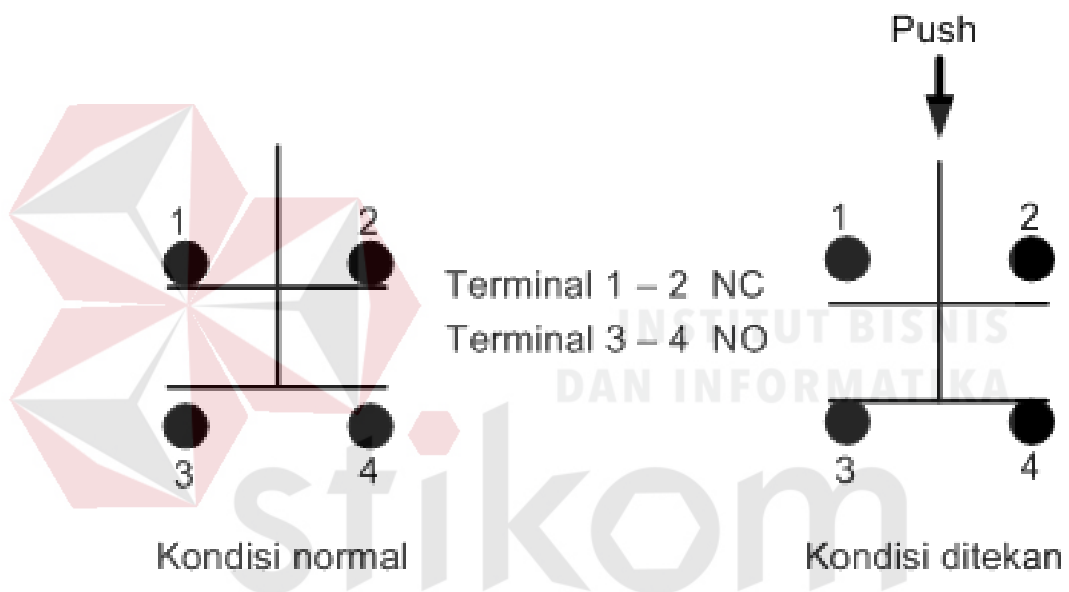 Push
1
2
1
2
Terminal 1 – 2 NC
Terminal 3 – 4 NO
INSTITUT BISNIS
DAN INFORMATIKA
3
4
3
4
stikom
Kondisi normal
Kondisi ditekan